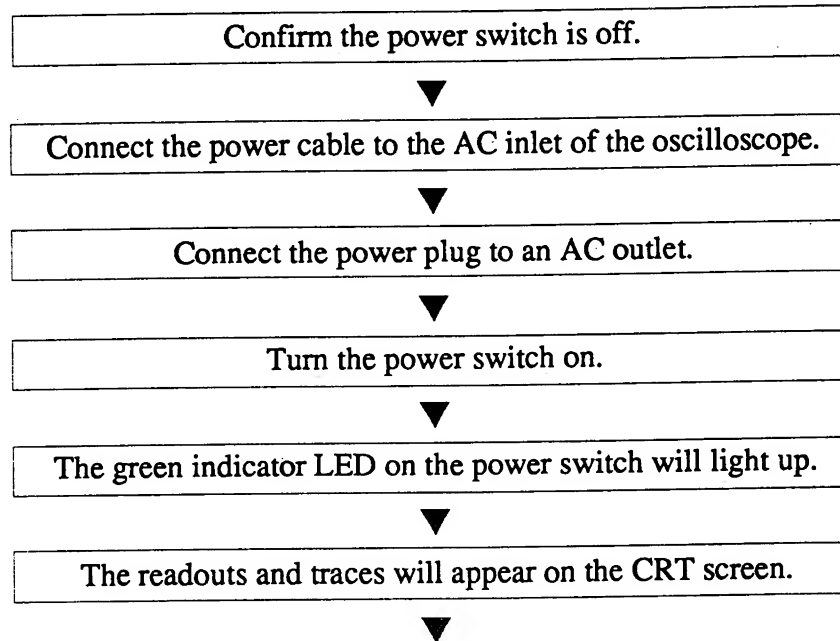 Confirm the power switch is off.
Connect the power cable to the AC inlet of the oscilloscope.
Connect the power plug to an AC outlet.
Turn the power switch on.
The green indicator LED on the power switch will light up.
The readouts and traces will appear on the CRT screen.